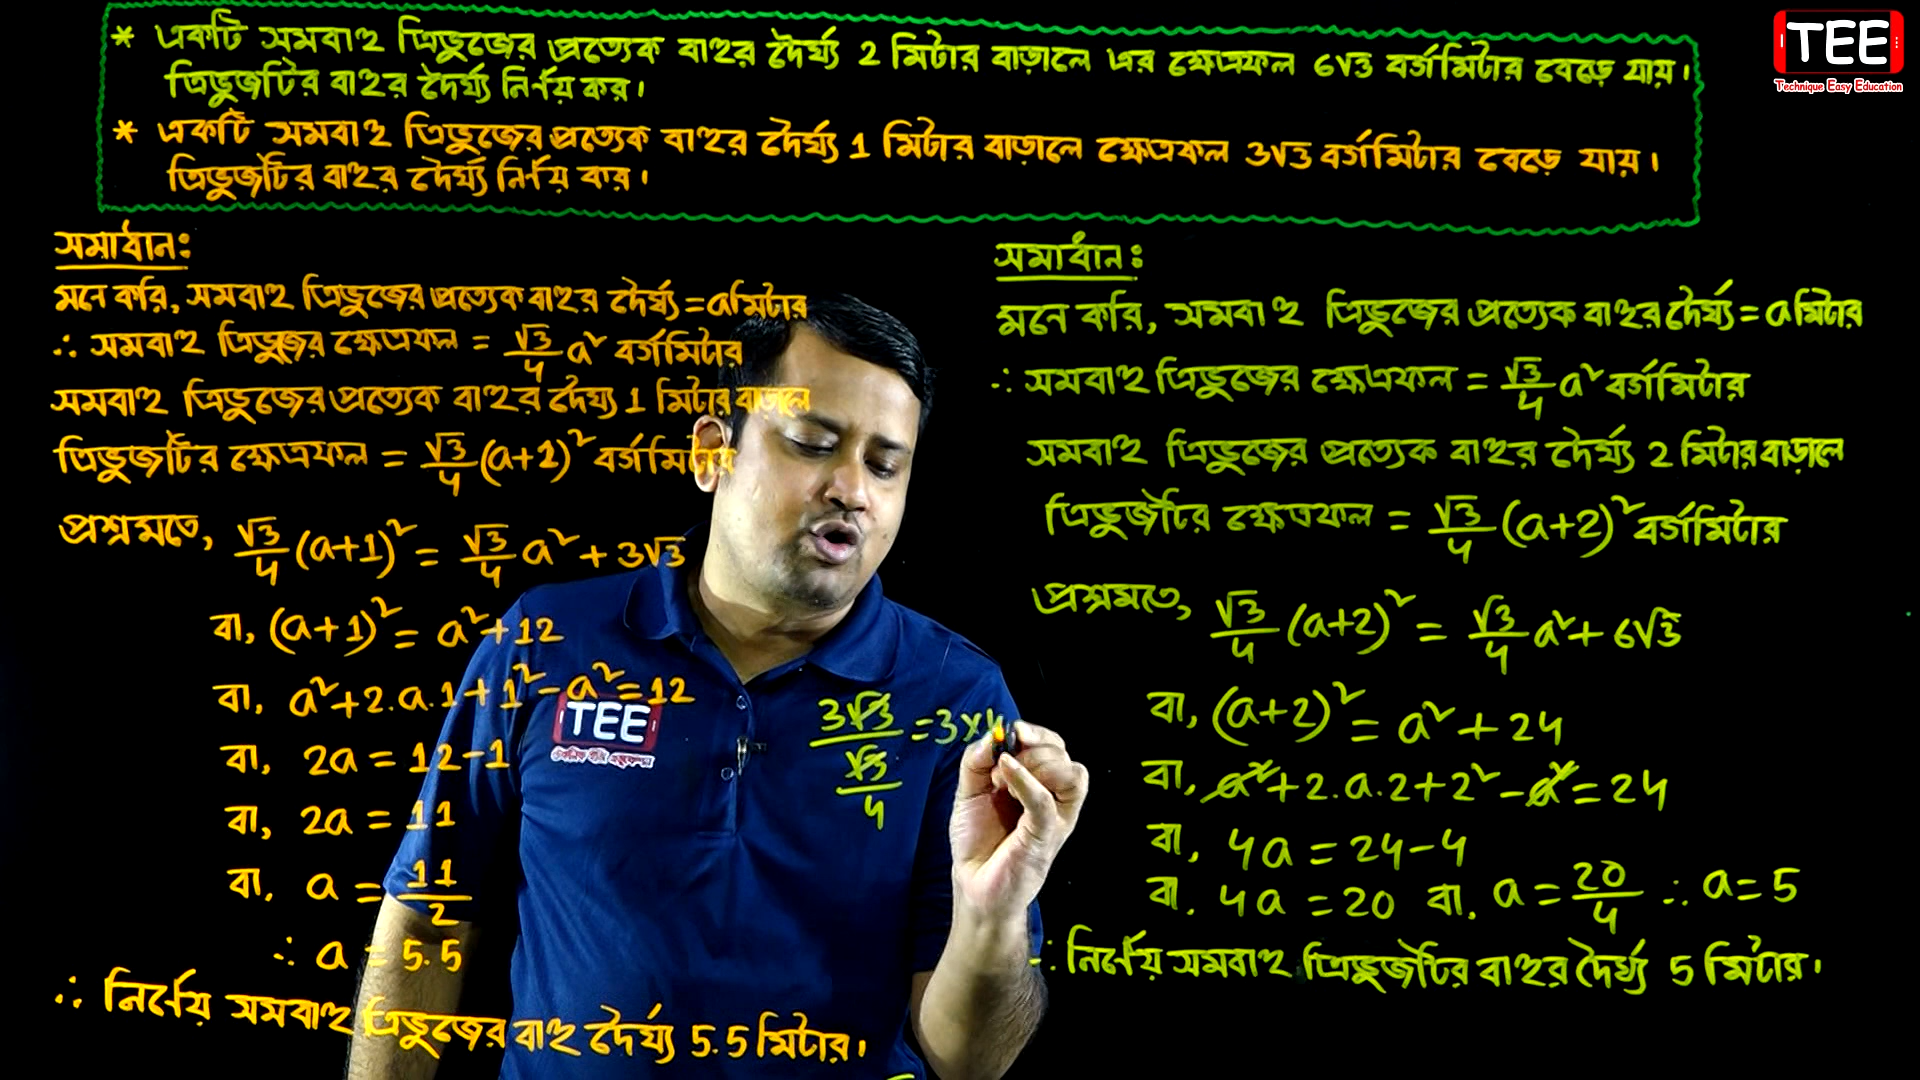 * একটি সমবাহু ত্রিভুজের প্রত্যেক বাহুর দৈর্ঘ্য 2 মিটার বাড়ালে এর ক্ষেত্রফল 6√3 বর্গমিটার বেড়ে যায়।
ত্রিভুজটির বাহুর দৈর্ঘ্য নির্ণয় কর।
* একটি সমবাহু ত্রিভুজের প্রত্যেক বাহুর দৈর্ঘ্য 1 মিটার বাড়ালে ক্ষেত্রফল 3√3 বর্গমিটার বেড়ে যায়।
ত্রিভুজটির বাহুর দৈর্ঘ্য নির্ণয় কর।
TEE
Technique Easy Education
সমাধান:
মনে করি, সমবাহু ত্রিভুজের প্রত্যেক বাহুর দৈর্ঘ্য = a মিটার
∴ সমবাহু ত্রিভুজের ক্ষেত্রফল = √3/4 a² বর্গমিটার
সমবাহু ত্রিভুজের প্রত্যেক বাহুর দৈর্ঘ্য 1 মিটার বাড়ালে
ত্রিভুজটির ক্ষেত্রফল = √3/4 (a+1)² বর্গমিটার
প্রশ্নমতে, √3/4 (a+1)² = √3/4 a² + 3√3
বা, (a+1)² = a² + 12
বা, a² + 2.a.1 + 1² - a² = 12
বা, 2a = 12-1
বা, 2a = 11
বা, a = 11/2
∴ a = 5.5
∴ নির্ণেয় সমবাহু ত্রিভুজের বাহু দৈর্ঘ্য 5.5 মিটার।
TEE
3√3 / √3/4 = 3×4
সমাধান:
মনে করি, সমবাহু ত্রিভুজের প্রত্যেক বাহুর দৈর্ঘ্য = a মিটার
∴ সমবাহু ত্রিভুজের ক্ষেত্রফল = √3/4 a² বর্গমিটার
সমবাহু ত্রিভুজের প্রত্যেক বাহুর দৈর্ঘ্য 2 মিটার বাড়ালে
ত্রিভুজটির ক্ষেত্রফল = √3/4 (a+2)² বর্গমিটার
প্রশ্নমতে, √3/4 (a+2)² = √3/4 a² + 6√3
বা, (a+2)² = a² + 24
বা, a² + 2.a.2 + 2² - a² = 24
বা, 4a = 24-4
বা, 4a = 20 বা, a = 20/4 ∴ a = 5
∴ নির্ণেয় সমবাহু ত্রিভুজটির বাহুর দৈর্ঘ্য 5 মিটার।